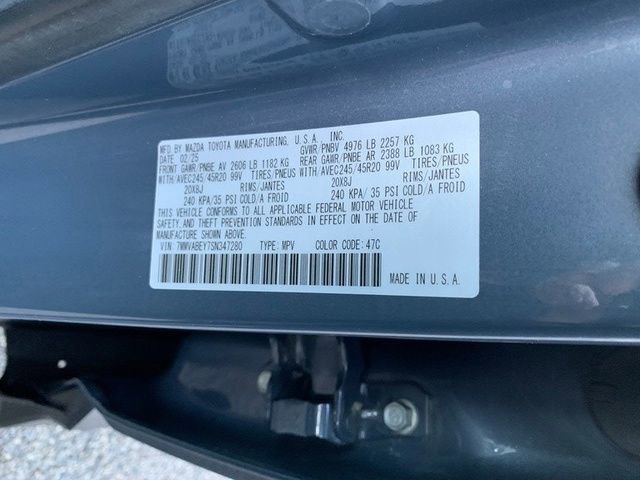 MFD BY MAZDA TOYOTA MANUFACTURING, U.S.A. INC.
02/25 GVWR/PNBV 4976 LB 2257 KG
FRONT GAWR/PNBE AV 2606 LB 1182 KG REAR GAWR/PNBE AR 2388 LB 1083 KG
WITH/AVEC245/45R20 99V TIRES/PNEUS WITH/AVEC245/45R20 99V TIRES/PNEUS
20X8J RIMS/JANTES 20X8J RIMS/JANTES
240 KPA/35 PSI COLD/A FROID 240 KPA/35 PSI COLD/A FROID
THIS VEHICLE CONFORMS TO ALL APPLICABLE FEDERAL MOTOR VEHICLE
SAFETY, AND THEFT PREVENTION STANDARDS IN EFFECT ON THE DATE OF
MANUFACTURE SHOWN ABOVE.
VIN: 7MMVABEY7SN347280 TYPE: MPV COLOR CODE: 47C
MADE IN U.S.A.